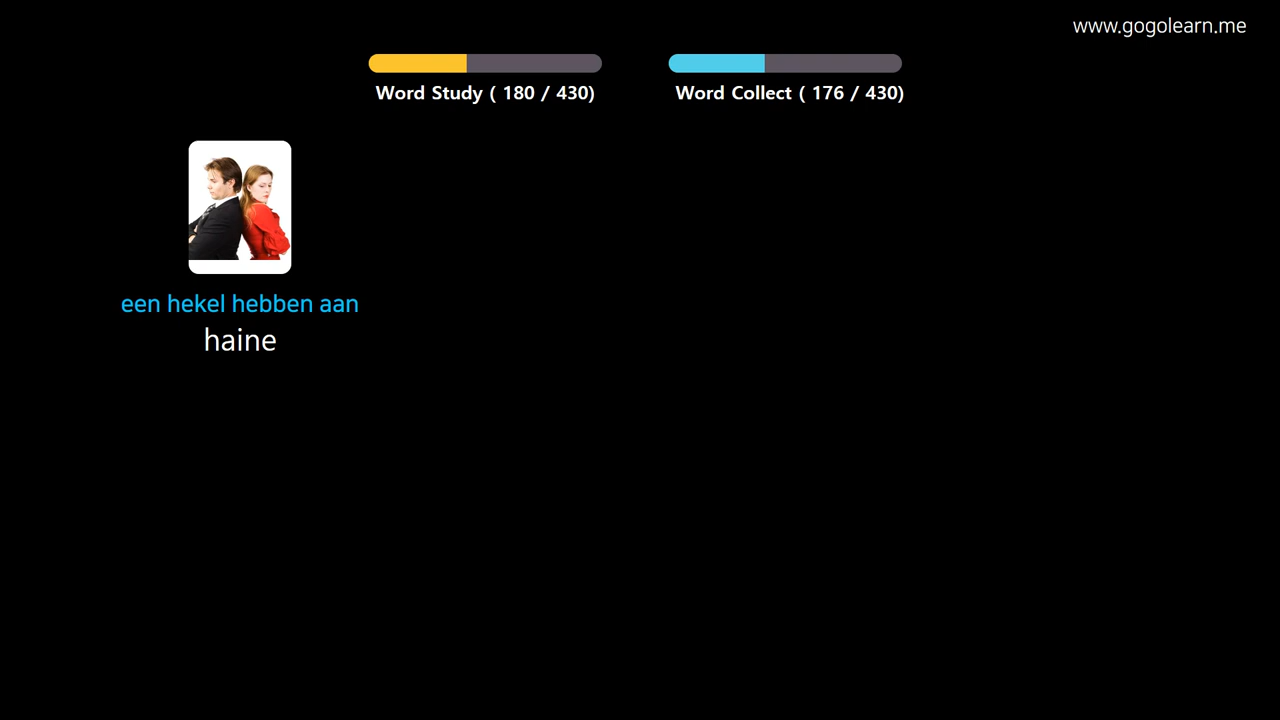 www.gogolearn.me
Word Study ( 180 / 430)
Word Collect ( 176 / 430)
een hekel hebben aan
haine